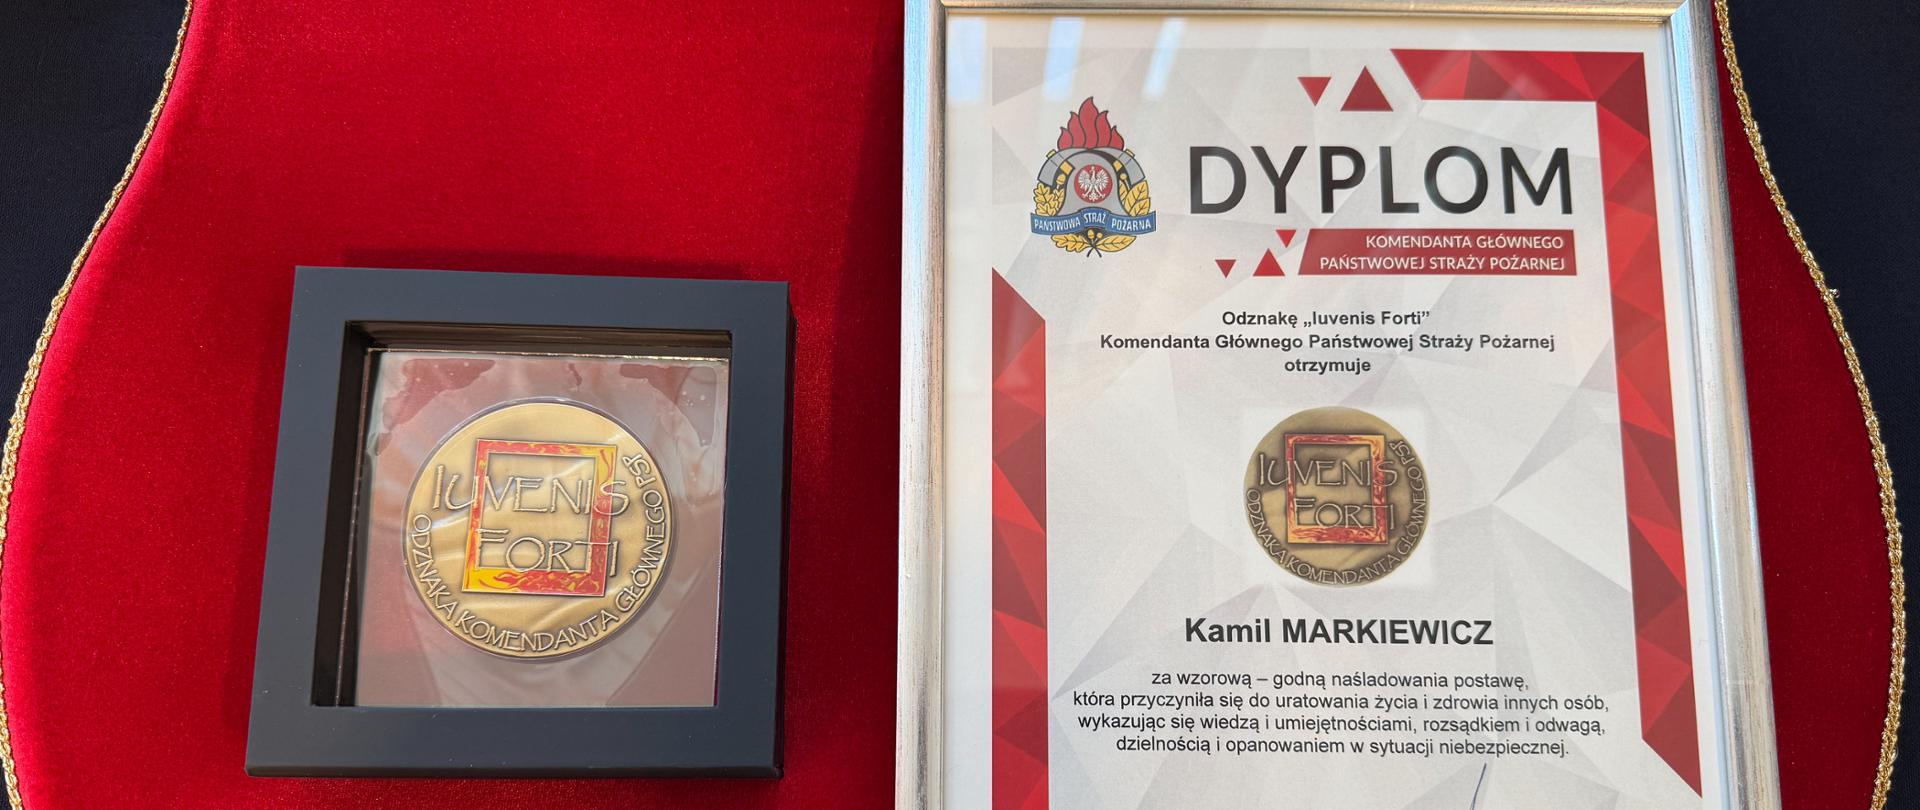 IUVENIS
FORTI
ODZNAKA KOMENDANTA GŁÓWNEGO PSP
PAŃSTWOWA STRAŻ POŻARNA
DYPLOM
KOMENDANTA GŁÓWNEGO
PAŃSTWOWEJ STRAŻY POŻARNEJ
Odznakę „Iuvenis Forti”
Komendanta Głównego Państwowej Straży Pożarnej
otrzymuje
IUVENIS
FORTI
ODZNAKA KOMENDANTA GŁÓWNEGO PSP
Kamil MARKIEWICZ
za wzorową – godną naśladowania postawę,
która przyczyniła się do uratowania życia i zdrowia innych osób,
wykazując się wiedzą i umiejętnościami, rozsądkiem i odwagą,
dzielnością i opanowaniem w sytuacji niebezpiecznej.